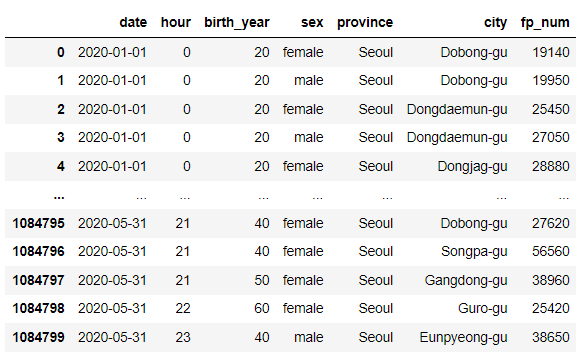 date hour birth_year sex province city fp_num
0 2020-01-01 0 20 female Seoul Dobong-gu 19140
1 2020-01-01 0 20 male Seoul Dobong-gu 19950
2 2020-01-01 0 20 female Seoul Dongdaemun-gu 25450
3 2020-01-01 0 20 male Seoul Dongdaemun-gu 27050
4 2020-01-01 0 20 female Seoul Dongjag-gu 28880
... ... ... ... ... ... ... ...
1084795 2020-05-31 21 40 female Seoul Dobong-gu 27620
1084796 2020-05-31 21 40 female Seoul Songpa-gu 56560
1084797 2020-05-31 21 50 female Seoul Gangdong-gu 38960
1084798 2020-05-31 22 60 female Seoul Guro-gu 25420
1084799 2020-05-31 23 40 male Seoul Eunpyeong-gu 38650